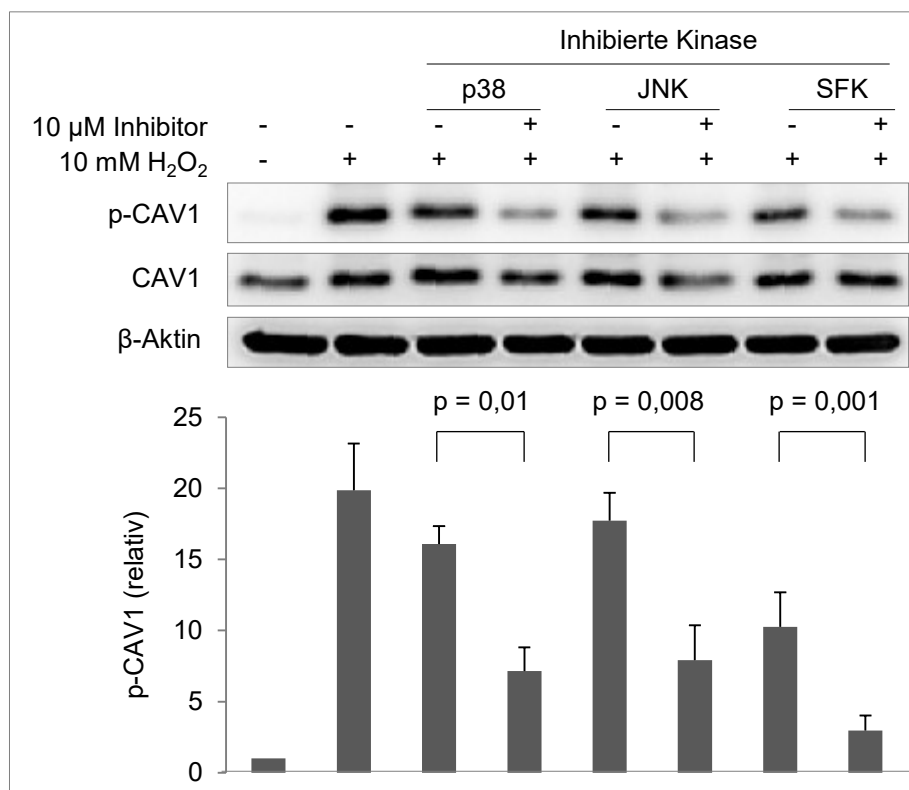 Inhibierte Kinase
p38 JNK SFK
10 µM Inhibitor - - - + - + - +
10 mM H₂O₂ - + + + + + + +
p-CAV1
CAV1
β-Aktin
p = 0,01 p = 0,008 p = 0,001
25
20
15
10
5
0
p-CAV1 (relativ)